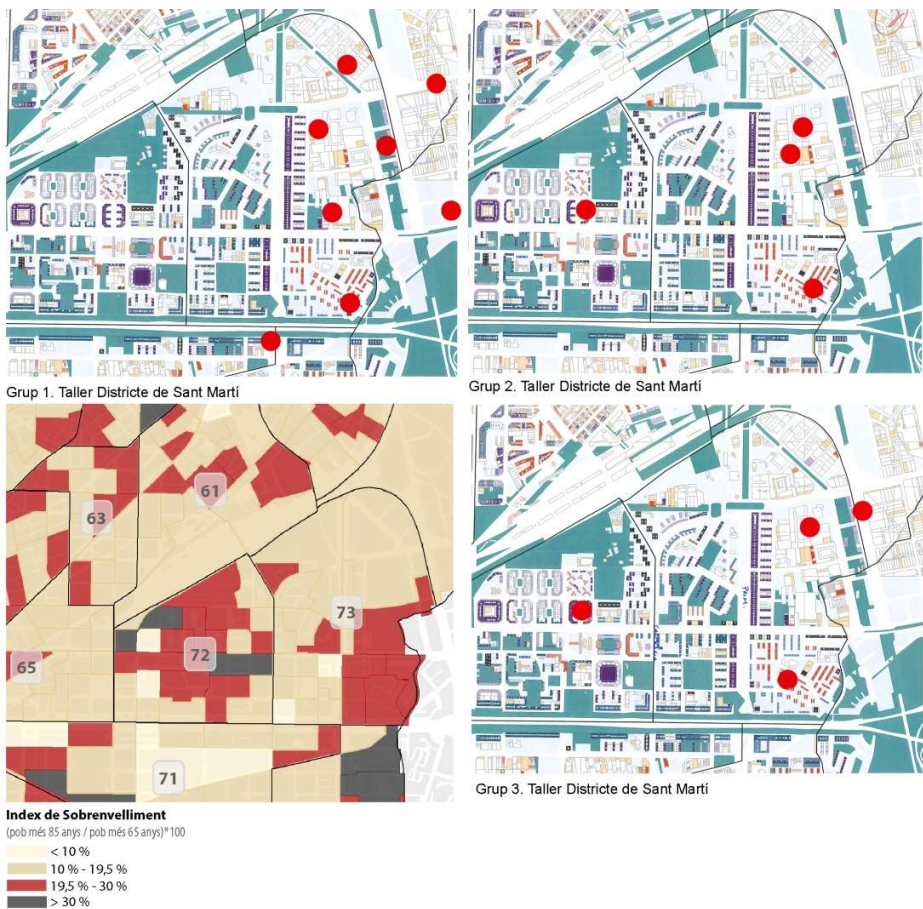 Grup 1. Taller Districte de Sant Martí
Grup 2. Taller Districte de Sant Martí
61
63
73
72
65
71
Grup 3. Taller Districte de Sant Martí
Index de Sobrenvelliment
(pob més 85 anys / pob més 65 anys)*100
< 10 %
10 % - 19,5 %
19,5 % - 30 %
> 30 %